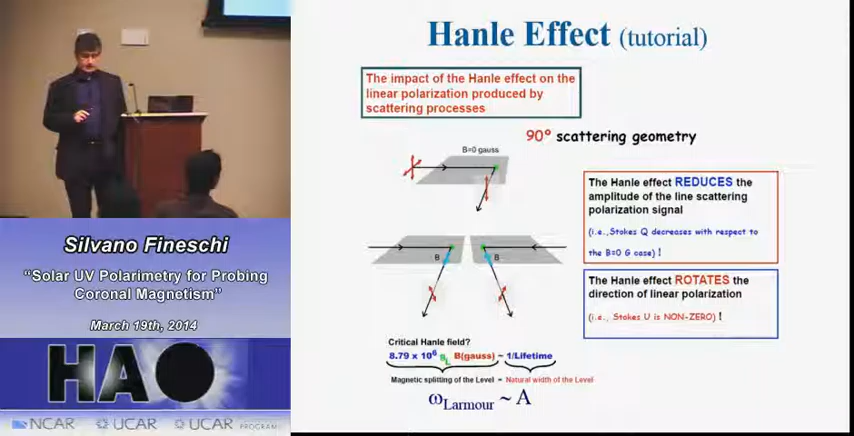 Hanle Effect (tutorial)
The impact of the Hanle effect on the
linear polarization produced by
scattering processes
90° scattering geometry
B=0 gauss
The Hanle effect REDUCES the
amplitude of the line scattering
polarization signal
(i.e., Stokes Q decreases with respect to
the B=0 G case) !
B
B
The Hanle effect ROTATES the
direction of linear polarization
(i.e., Stokes U is NON-ZERO) !
Critical Hanle field?
8.79 x 10⁶ g_L B(gauss) ~ 1/Lifetime
Magnetic splitting of the Level = Natural width of the Level
ω_Larmour ~ A
Silvano Fineschi
"Solar UV Polarimetry for Probing
Coronal Magnetism"
March 19th, 2014
HAO
NCAR
UCAR
UCAR PROGRAMS